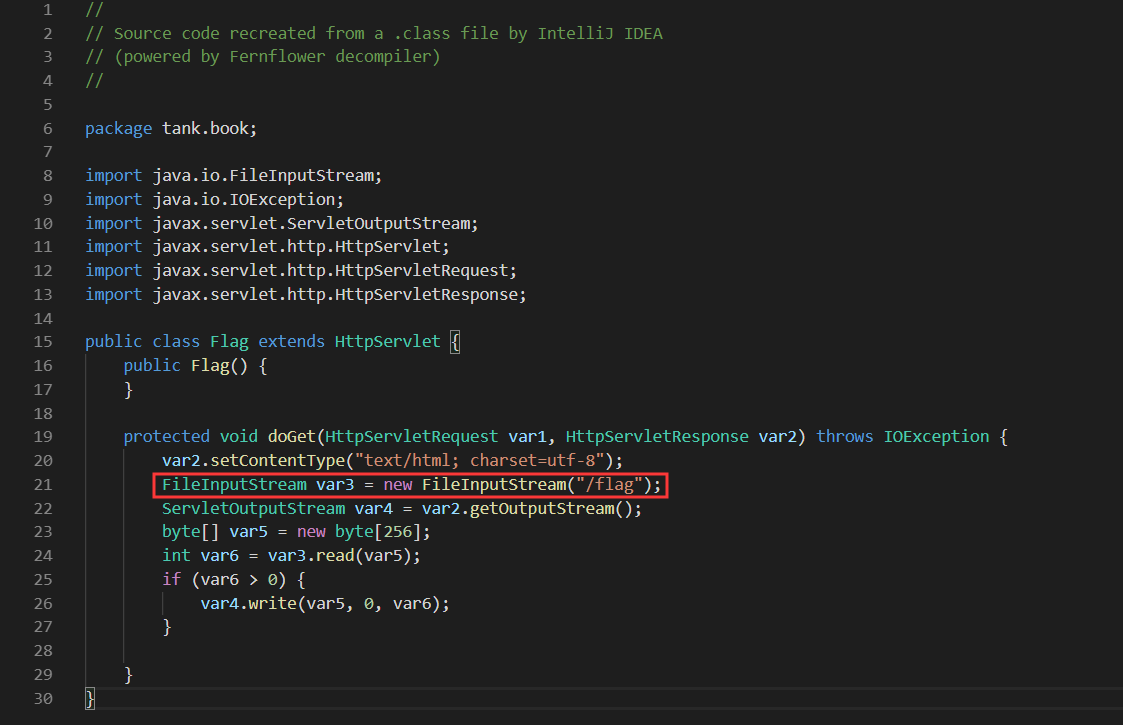 1 //
2 // Source code recreated from a .class file by IntelliJ IDEA
3 // (powered by Fernflower decompiler)
4 //
5
6 package tank.book;
7
8 import java.io.FileInputStream;
9 import java.io.IOException;
10 import javax.servlet.ServletOutputStream;
11 import javax.servlet.http.HttpServlet;
12 import javax.servlet.http.HttpServletRequest;
13 import javax.servlet.http.HttpServletResponse;
14
15 public class Flag extends HttpServlet {
16     public Flag() {
17     }
18
19     protected void doGet(HttpServletRequest var1, HttpServletResponse var2) throws IOException {
20         var2.setContentType("text/html; charset=utf-8");
21         FileInputStream var3 = new FileInputStream("/flag");
22         ServletOutputStream var4 = var2.getOutputStream();
23         byte[] var5 = new byte[256];
24         int var6 = var3.read(var5);
25         if (var6 > 0) {
26             var4.write(var5, 0, var6);
27         }
28
29     }
30 }